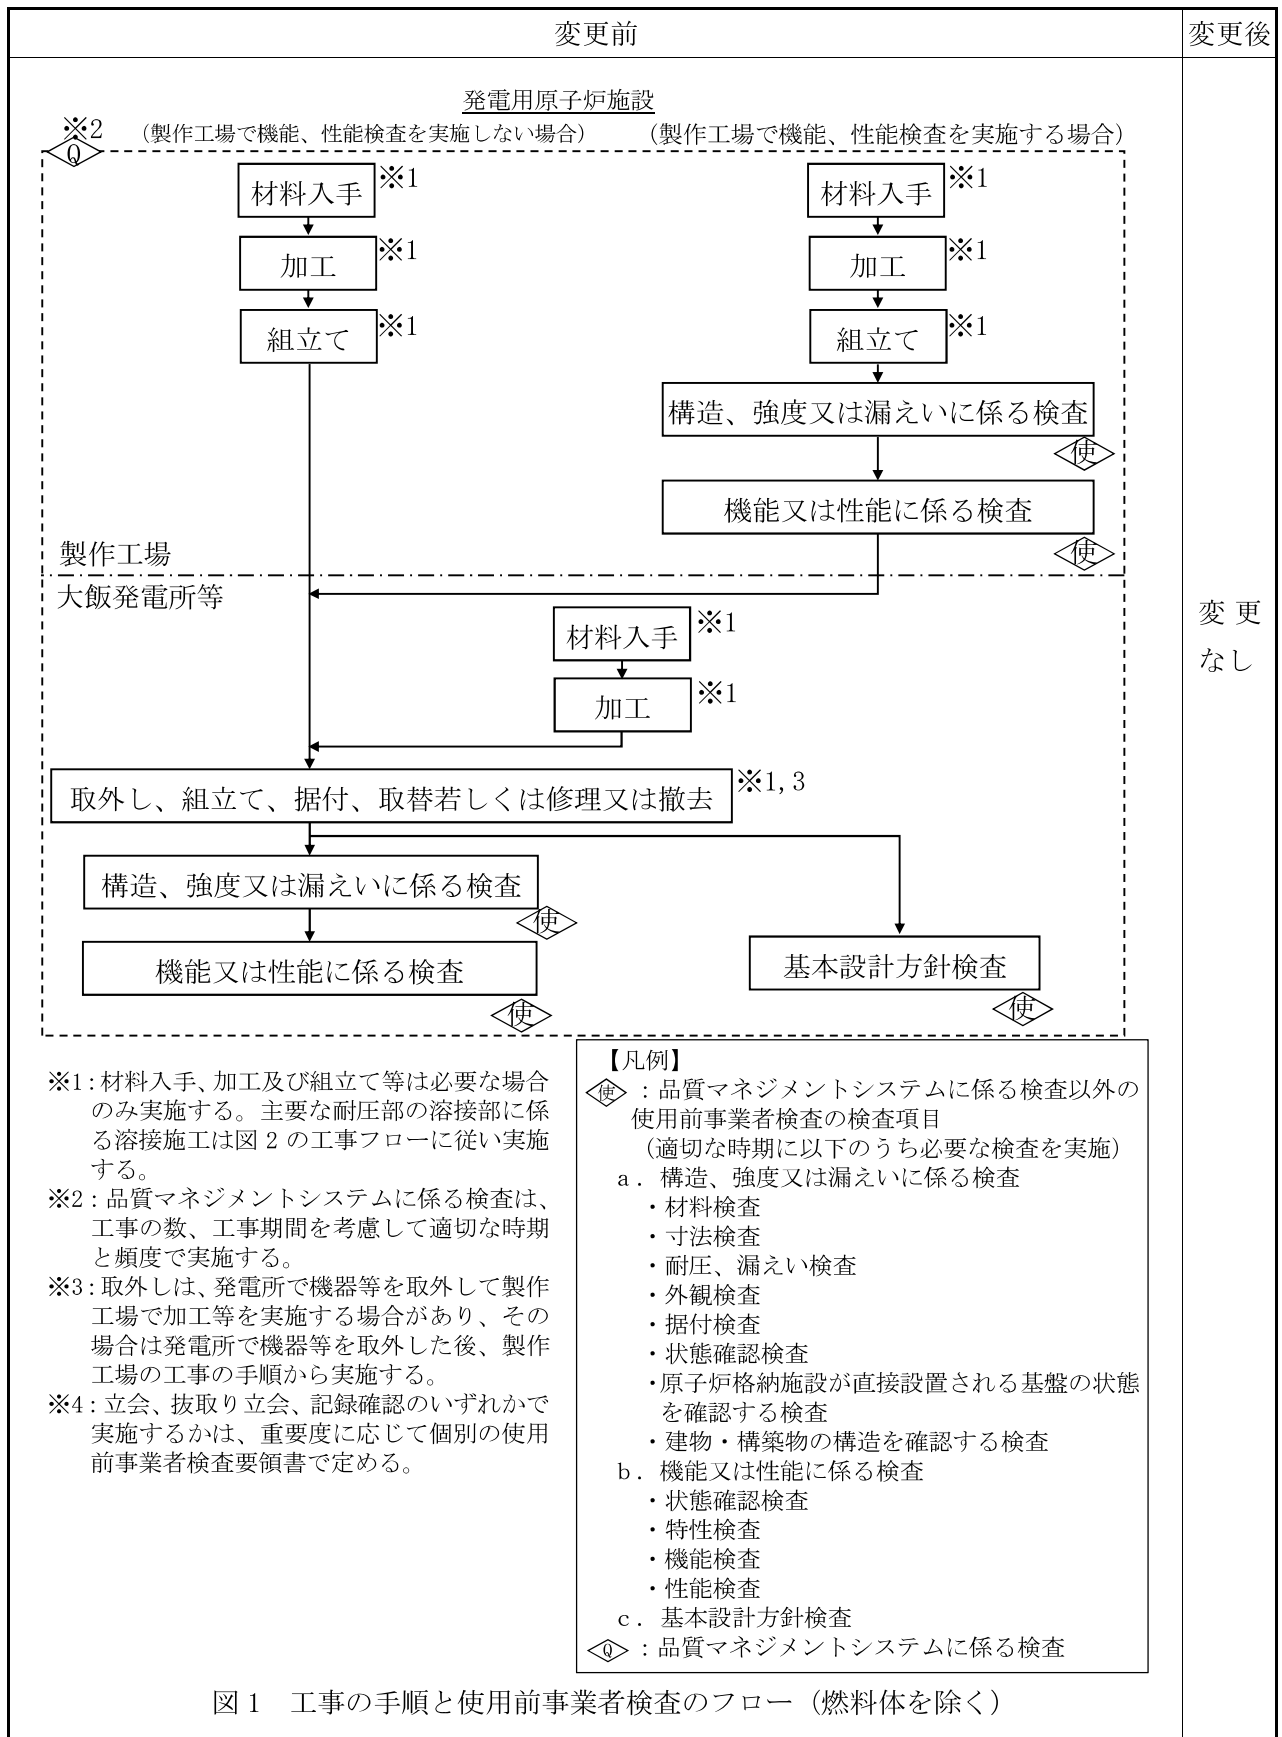 変更前
変更後
発電用原子炉施設
※2
(製作工場で機能、性能検査を実施しない場合)
(製作工場で機能、性能検査を実施する場合)
Q
材料入手
※1
材料入手
※1
加工
※1
加工
※1
組立て
※1
組立て
※1
構造、強度又は漏えいに係る検査
使
機能又は性能に係る検査
使
製作工場
大飯発電所等
材料入手
※1
加工
※1
取外し、組立て、据付、取替若しくは修理又は撤去
※1,3
構造、強度又は漏えいに係る検査
使
機能又は性能に係る検査
使
基本設計方針検査
使
※1:材料入手、加工及び組立て等は必要な場合
のみ実施する。主要な耐圧部の溶接部に係
る溶接施工は図 2 の工事フローに従い実施
する。
※2:品質マネジメントシステムに係る検査は、
工事の数、工事期間を考慮して適切な時期
と頻度で実施する。
※3:取外しは、発電所で機器等を取外して製作
工場で加工等を実施する場合があり、その
場合は発電所で機器等を取外した後、製作
工場の工事の手順から実施する。
※4:立会、抜取り立会、記録確認のいずれかで
実施するかは、重要度に応じて個別の使用
前事業者検査要領書で定める。
【凡例】
使 :品質マネジメントシステムに係る検査以外の
使用前事業者検査の検査項目
(適切な時期に以下のうち必要な検査を実施)
a. 構造、強度又は漏えいに係る検査
・材料検査
・寸法検査
・耐圧、漏えい検査
・外観検査
・据付検査
・状態確認検査
・原子炉格納施設が直接設置される基盤の状態
を確認する検査
・建物・構築物の構造を確認する検査
b. 機能又は性能に係る検査
・状態確認検査
・特性検査
・機能検査
・性能検査
c. 基本設計方針検査
Q :品質マネジメントシステムに係る検査
図 1 工事の手順と使用前事業者検査のフロー(燃料体を除く)
変更
なし